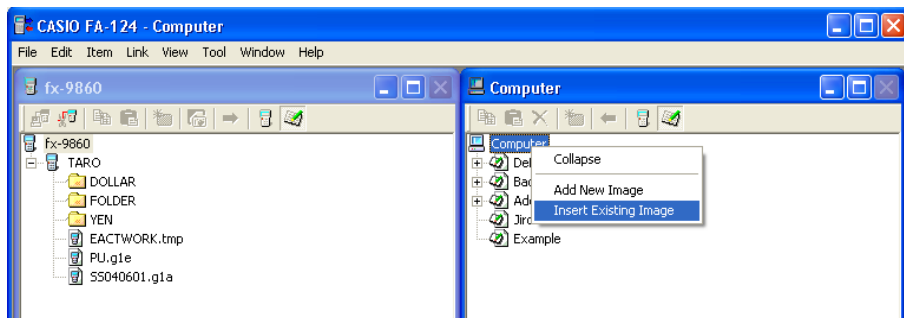 CASIO FA-124 - Computer
File Edit Item Link View Tool Window Help
fx-9860
fx-9860
TARO
DOLLAR
FOLDER
YEN
EACTWORK.tmp
PU.g1e
SS040601.g1a
Computer
Computer
Collapse
Add New Image
Insert Existing Image
Example